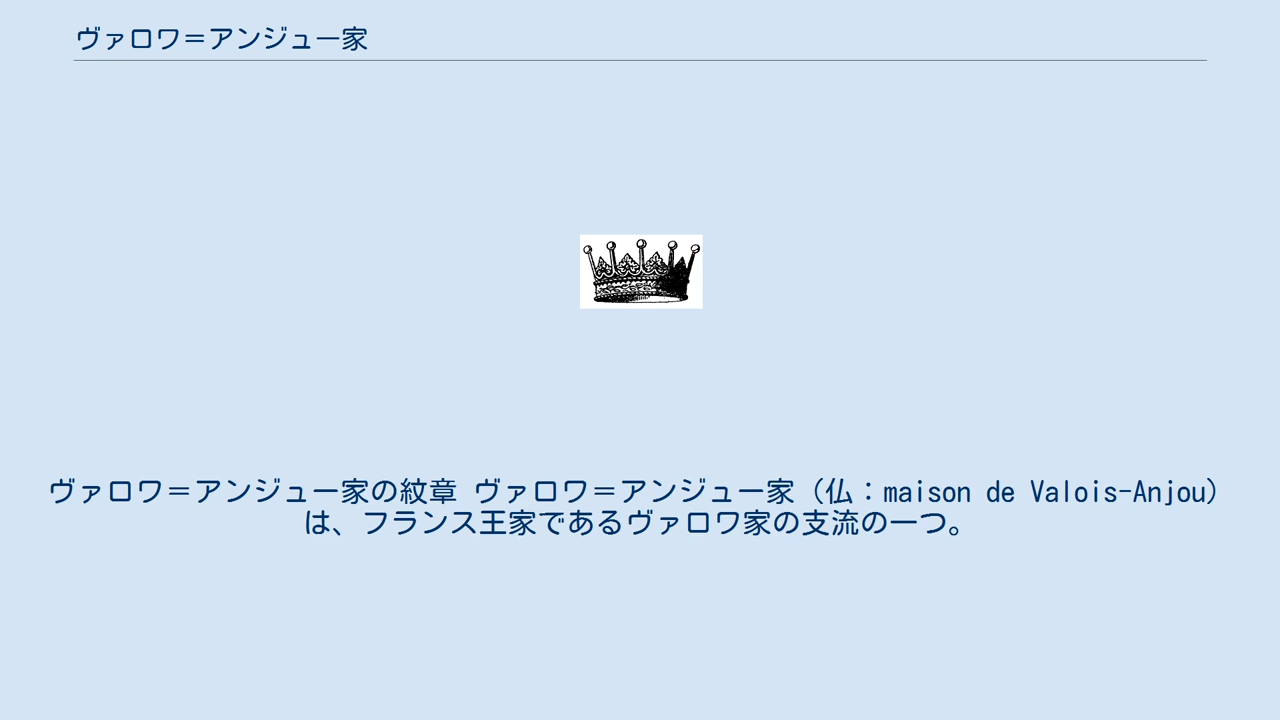 ヴァロワ＝アンジュー家
ヴァロワ＝アンジュー家の紋章 ヴァロワ＝アンジュー家（仏：maison de Valois-Anjou）
は、フランス王家であるヴァロワ家の支流の一つ。